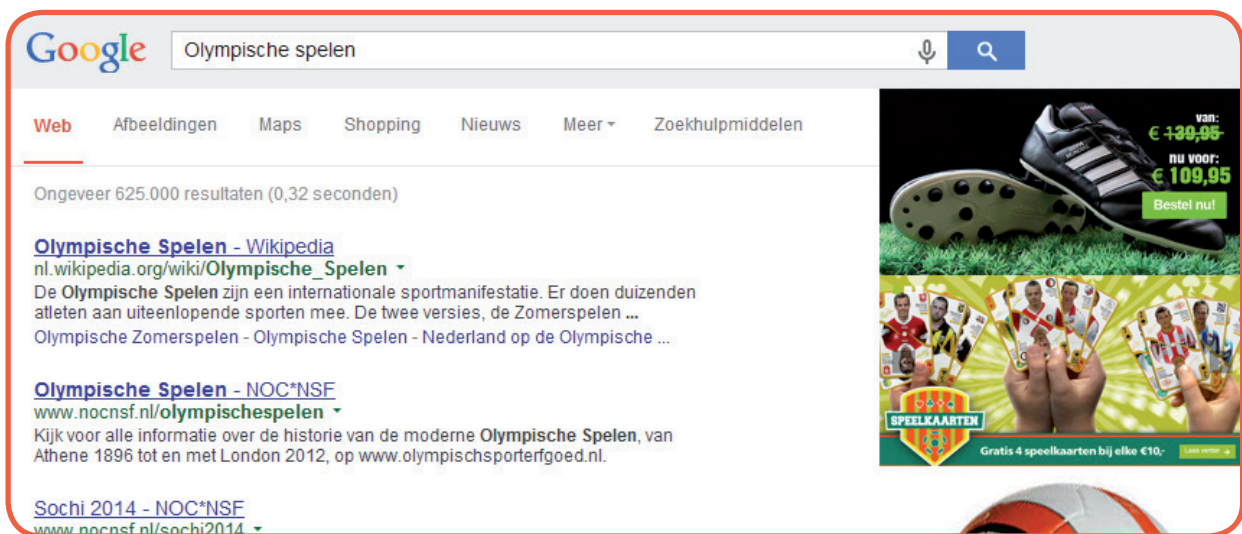 Google
Olympische spelen
Web Afbeeldingen Maps Shopping Nieuws Meer Zoekhulpmiddelen
Ongeveer 625.000 resultaten (0,32 seconden)
Olympische Spelen - Wikipedia
nl.wikipedia.org/wiki/Olympische_Spelen
De Olympische Spelen zijn een internationale sportmanifestatie. Er doen duizenden
atleten aan uiteenlopende sporten mee. De twee versies, de Zomerspelen ...
Olympische Zomerspelen - Olympische Spelen - Nederland op de Olympische ...
Olympische Spelen - NOC*NSF
www.nocnsf.nl/olympischespelen
Kijk voor alle informatie over de historie van de moderne Olympische Spelen, van
Athene 1896 tot en met London 2012, op www.olympischsporterfgoed.nl.
Sochi 2014 - NOC*NSF
www.nocnsf.nl/sochi2014
van:
€ 139,95
nu voor:
€ 109,95
Bestel nu!
SPEELKAARTEN
Gratis 4 speelkaarten bij elke €10,-
Lees verder